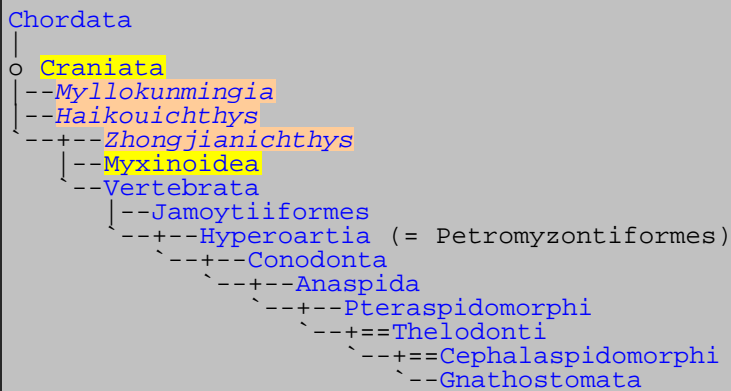 Chordata
|
o Craniata
|--Myllokunmingia
|--Haikouichthys
`--+--Zhongjianichthys
   |--Myxinoidea
   `--Vertebrata
      |--Jamoytiiformes
      `--+--Hyperoartia (= Petromyzontiformes)
         `--+--Conodonta
            `--+--Anaspida
               `--+--Pteraspidomorphi
                  `--+==Thelodonti
                     `--+==Cephalaspidomorphi
                        `--Gnathostomata